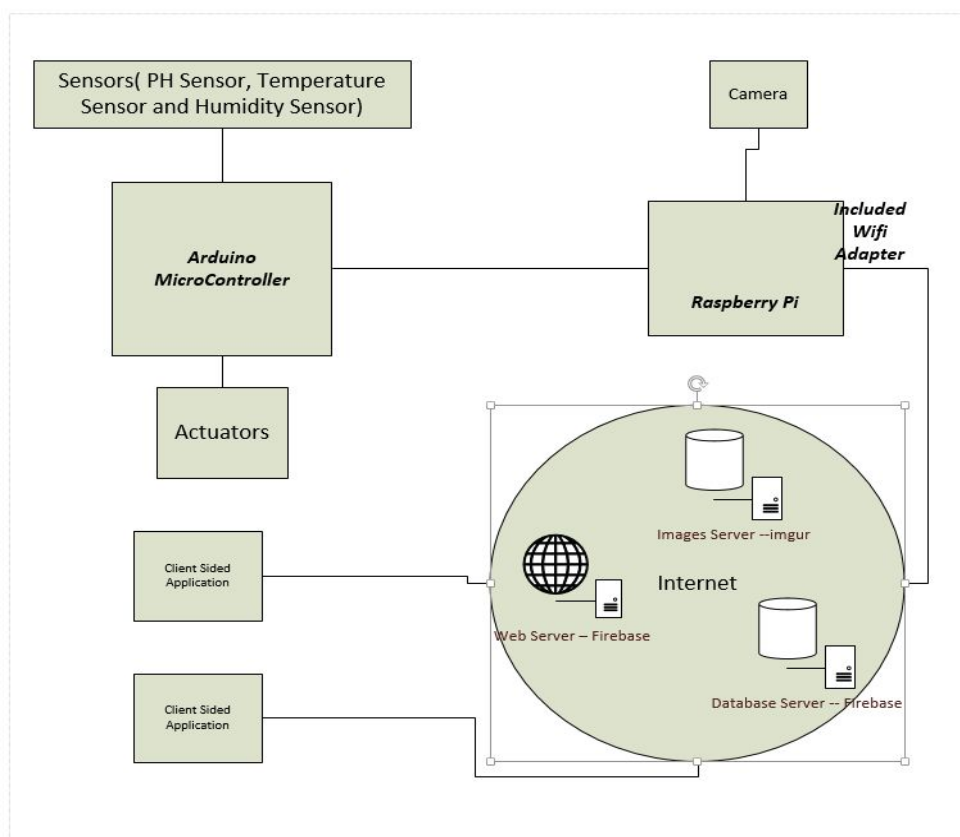 Sensors( PH Sensor, Temperature
Sensor and Humidity Sensor)
Camera
Arduino
MicroController
Included
Wifi
Adapter
Raspberry Pi
Actuators
Images Server --imgur
Client Sided
Application
Internet
Web Server – Firebase
Client Sided
Application
Database Server -- Firebase